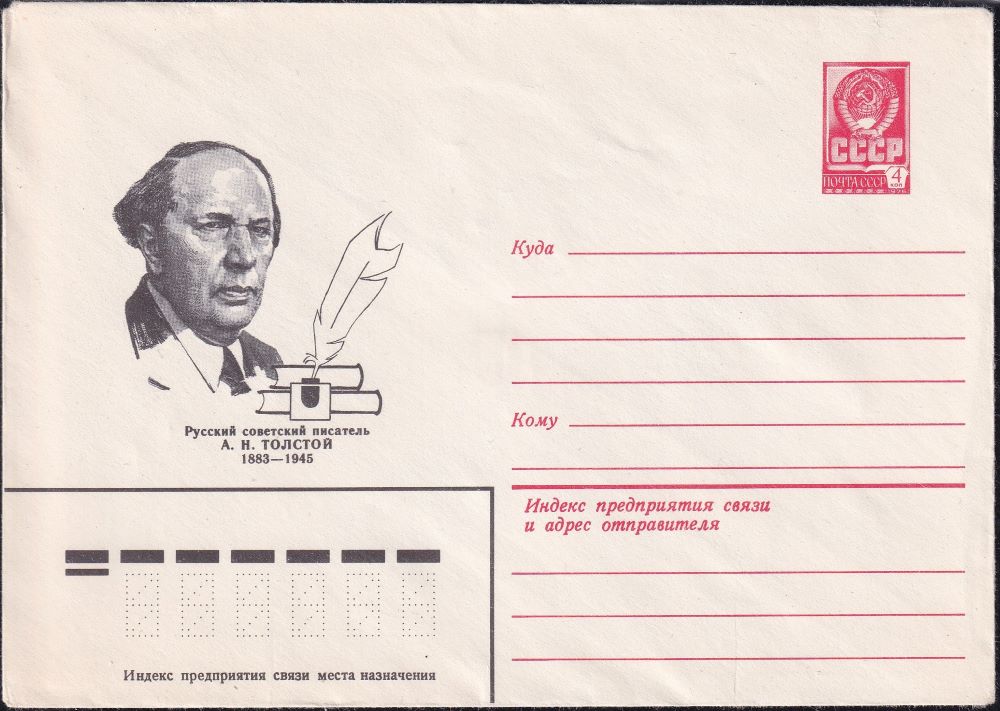 СССР
ПОЧТА СССР 4 коп
1976
Куда
Кому
Русский советский писатель
А. Н. ТОЛСТОЙ
1883—1945
Индекс предприятия связи
и адрес отправителя
Индекс предприятия связи места назначения